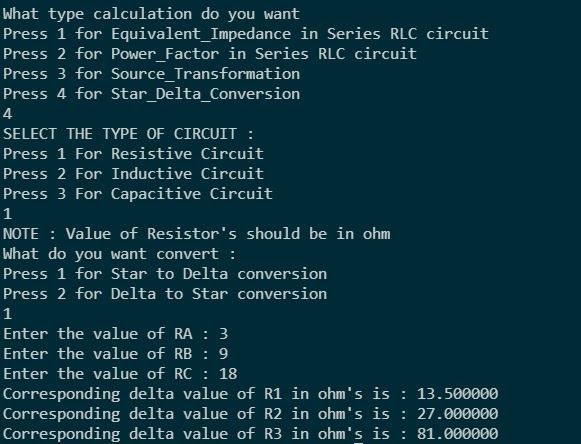 What type calculation do you want
Press 1 for Equivalent_Impedance in Series RLC circuit
Press 2 for Power_Factor in Series RLC circuit
Press 3 for Source_Transformation
Press 4 for Star_Delta_Conversion
4
SELECT THE TYPE OF CIRCUIT :
Press 1 For Resistive Circuit
Press 2 For Inductive Circuit
Press 3 For Capacitive Circuit
1
NOTE : Value of Resistor's should be in ohm
What do you want convert :
Press 1 for Star to Delta conversion
Press 2 for Delta to Star conversion
1
Enter the value of RA : 3
Enter the value of RB : 9
Enter the value of RC : 18
Corresponding delta value of R1 in ohm's is : 13.500000
Corresponding delta value of R2 in ohm's is : 27.000000
Corresponding delta value of R3 in ohm's is : 81.000000